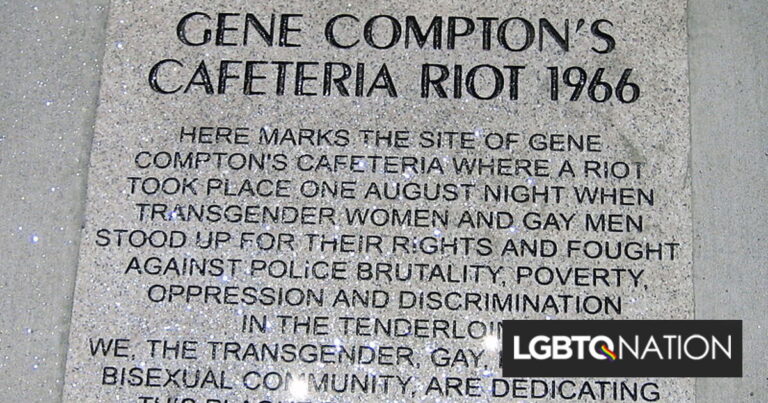 GENE COMPTON'S
CAFETERIA RIOT 1966
HERE MARKS THE SITE OF GENE
COMPTON'S CAFETERIA WHERE A RIOT
TOOK PLACE ONE AUGUST NIGHT WHEN
TRANSGENDER WOMEN AND GAY MEN
STOOD UP FOR THEIR RIGHTS AND FOUGHT
AGAINST POLICE BRUTALITY, POVERTY,
OPPRESSION AND DISCRIMINATION
IN THE
WE, THE TRANSGENDER, GAY,
BISEXUAL COMMUNITY, ARE DEDICATING
THIS
LGBTQNATION